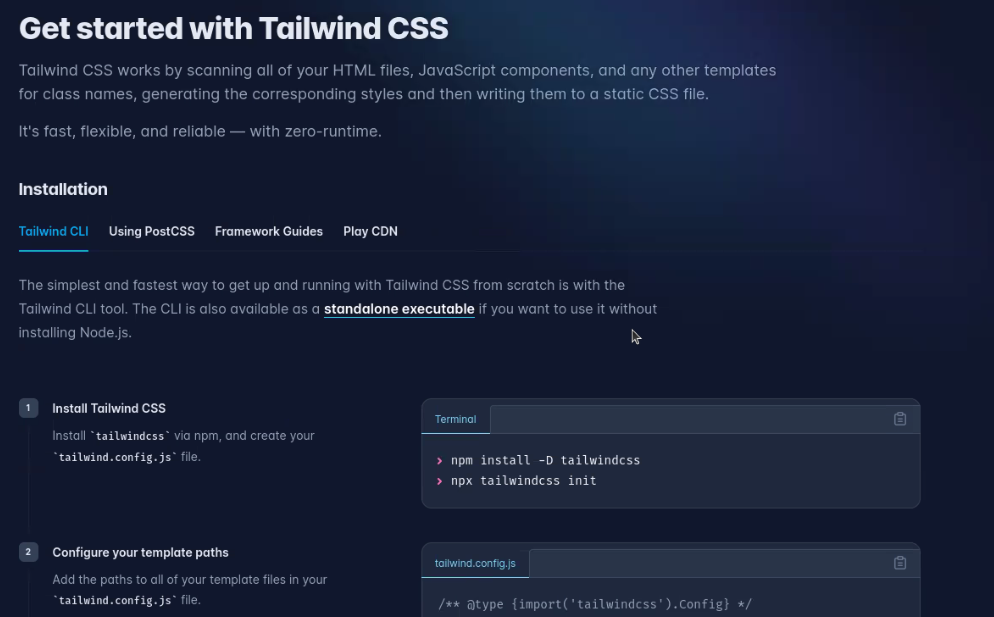 Get started with Tailwind CSS
Tailwind CSS works by scanning all of your HTML files, JavaScript components, and any other templates
for class names, generating the corresponding styles and then writing them to a static CSS file.
It's fast, flexible, and reliable — with zero-runtime.
Installation
Tailwind CLI Using PostCSS Framework Guides Play CDN
The simplest and fastest way to get up and running with Tailwind CSS from scratch is with the
Tailwind CLI tool. The CLI is also available as a standalone executable if you want to use it without
installing Node.js.
1 Install Tailwind CSS
Install `tailwindcss` via npm, and create your
`tailwind.config.js` file.
Terminal
› npm install -D tailwindcss
› npx tailwindcss init
2 Configure your template paths
Add the paths to all of your template files in your
`tailwind.config.js` file.
tailwind.config.js
/** @type {import('tailwindcss').Config} */